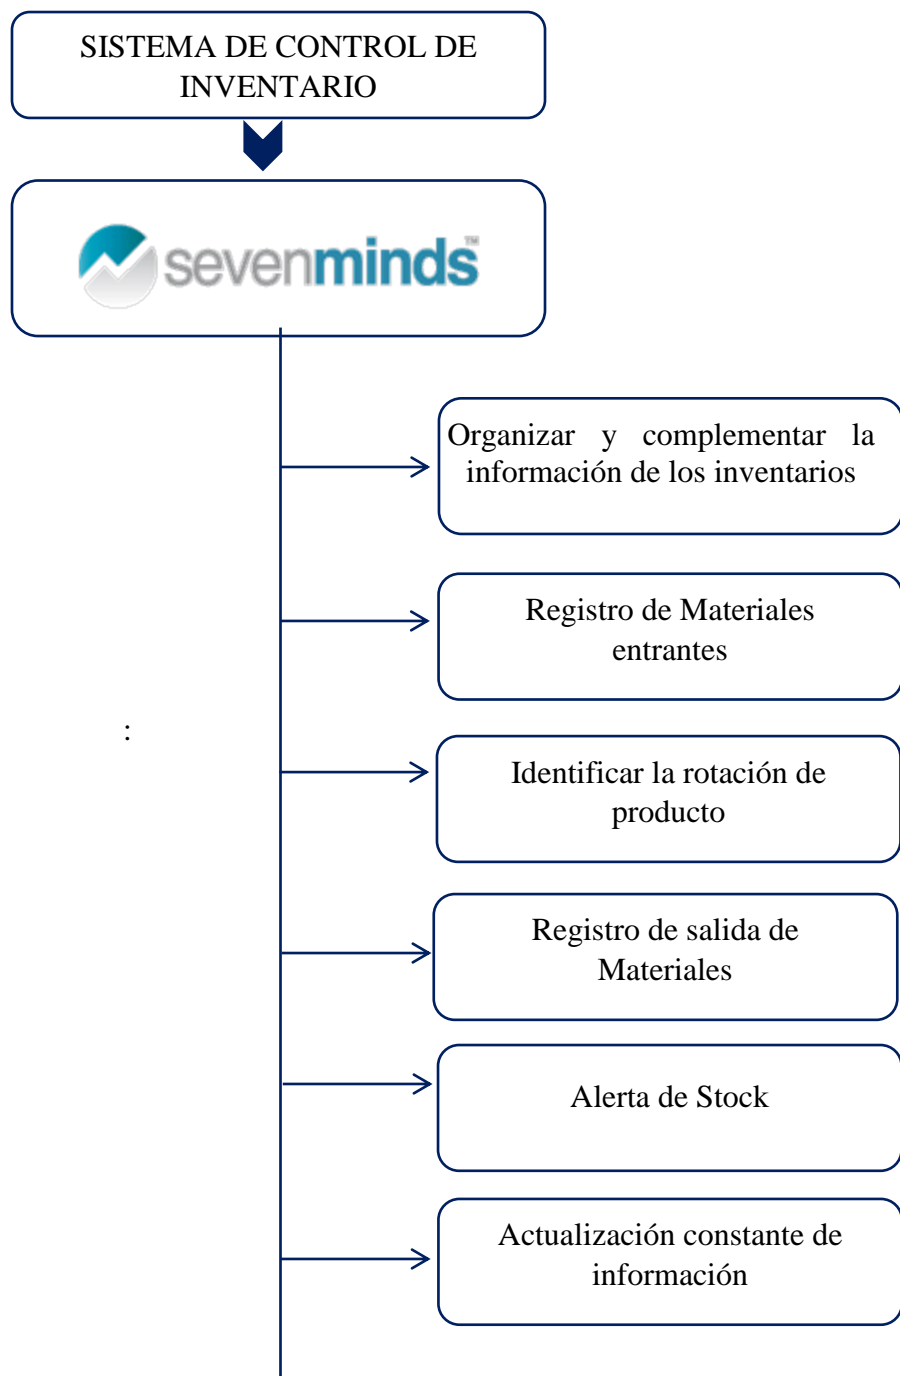 SISTEMA DE CONTROL DE
INVENTARIO
sevenminds™
Organizar y complementar la
información de los inventarios
Registro de Materiales
entrantes
:
Identificar la rotación de
producto
Registro de salida de
Materiales
Alerta de Stock
Actualización constante de
información